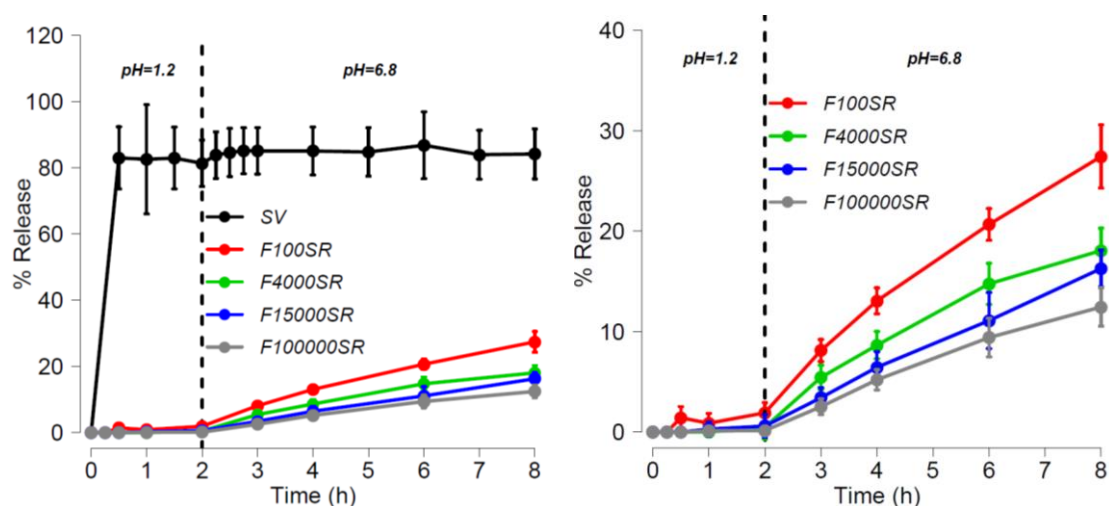 120
100
80
60
40
20
0
% Release
pH=1.2
pH=6.8
SV
F100SR
F4000SR
F15000SR
F100000SR
0 1 2 3 4 5 6 7 8
Time (h)
40
30
20
10
0
% Release
pH=1.2
pH=6.8
F100SR
F4000SR
F15000SR
F100000SR
0 1 2 3 4 5 6 7 8
Time (h)